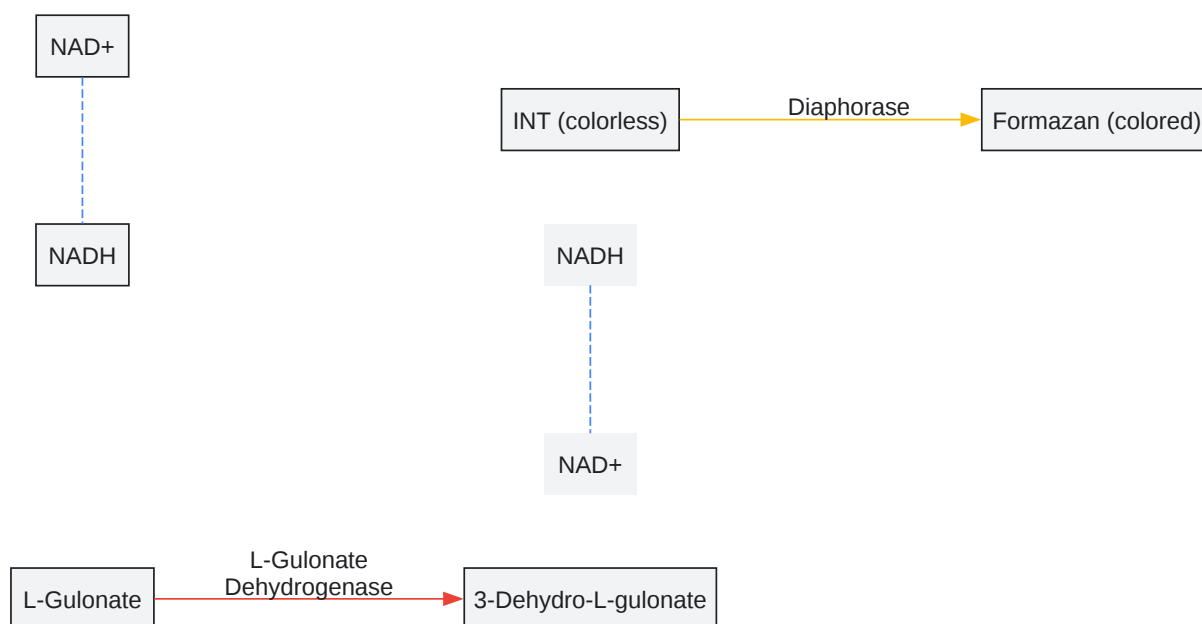 NAD+
INT (colorless)
Diaphorase
Formazan (colored)
NADH
NADH
NAD+
L-Gulonate
L-Gulonate
Dehydrogenase
3-Dehydro-L-gulonate